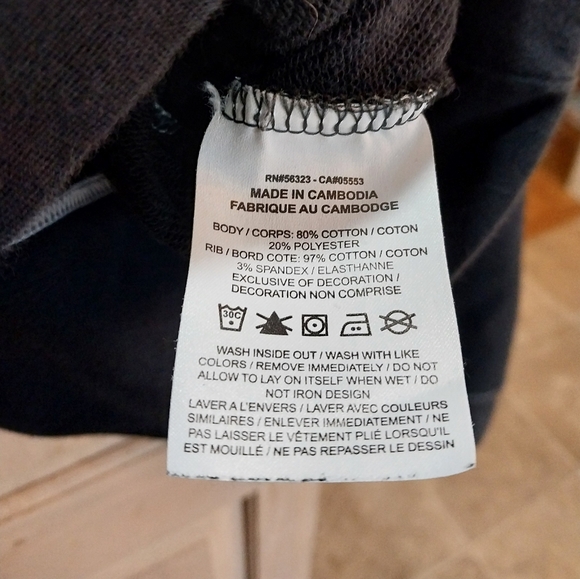 RN#56323 - CA#05553
MADE IN CAMBODIA
FABRIQUE AU CAMBODGE
BODY / CORPS: 80% COTTON / COTON
20% POLYESTER
RIB / BORD COTE: 97% COTTON / COTON
3% SPANDEX / ELASTHANNE
EXCLUSIVE OF DECORATION /
DECORATION NON COMPRISE
30C
WASH INSIDE OUT / WASH WITH LIKE
COLORS / REMOVE IMMEDIATELY / DO NOT
ALLOW TO LAY ON ITSELF WHEN WET / DO
NOT IRON DESIGN
LAVER A L'ENVERS / LAVER AVEC COULEURS
SIMILAIRES / ENLEVER IMMEDIATEMENT / NE
PAS LAISSER LE VÊTEMENT PLIÉ LORSQU'IL
EST MOUILLÉ / NE PAS REPASSER LE DESSIN